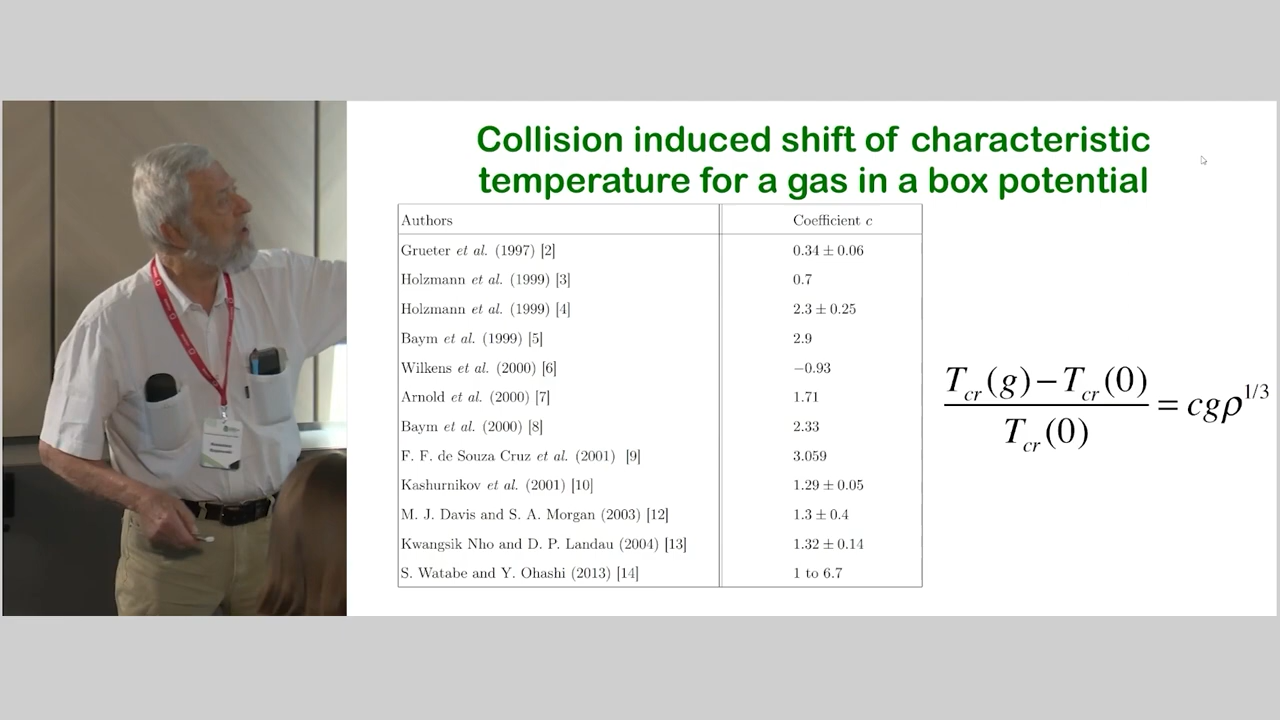 Collision induced shift of characteristic
temperature for a gas in a box potential
Authors Coefficient c
Grueter et al. (1997) [2] 0.34 ± 0.06
Holzmann et al. (1999) [3] 0.7
Holzmann et al. (1999) [4] 2.3 ± 0.25
Baym et al. (1999) [5] 2.9
Wilkens et al. (2000) [6] −0.93
Arnold et al. (2000) [7] 1.71
Baym et al. (2000) [8] 2.33
F. F. de Souza Cruz et al. (2001) [9] 3.059
Kashurnikov et al. (2001) [10] 1.29 ± 0.05
M. J. Davis and S. A. Morgan (2003) [12] 1.3 ± 0.4
Kwangsik Nho and D. P. Landau (2004) [13] 1.32 ± 0.14
S. Watabe and Y. Ohashi (2013) [14] 1 to 6.7
T_cr(g) − T_cr(0)
T_cr(0)
= cgρ^1/3